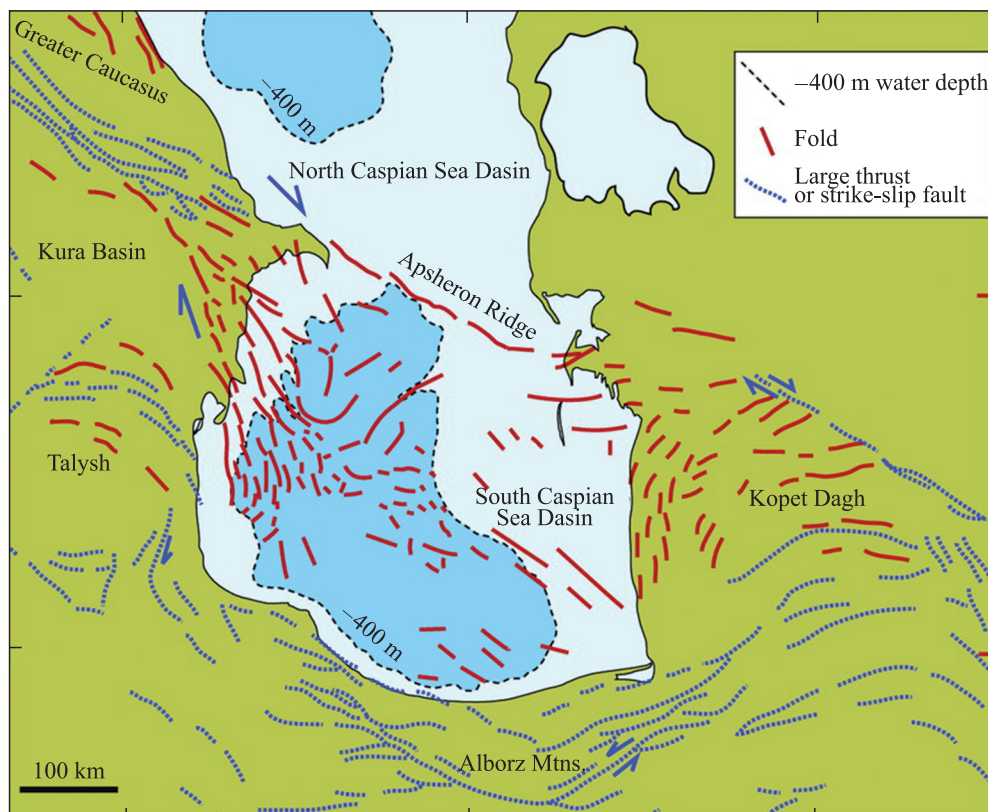 Greater Caucasus
−400 m
−400 m water depth
Fold
Large thrust
or strike-slip fault
North Caspian Sea Dasin
Kura Basin
Apsheron Ridge
Talysh
South Caspian
Sea Dasin
Kopet Dagh
−400 m
Alborz Mtns.
100 km